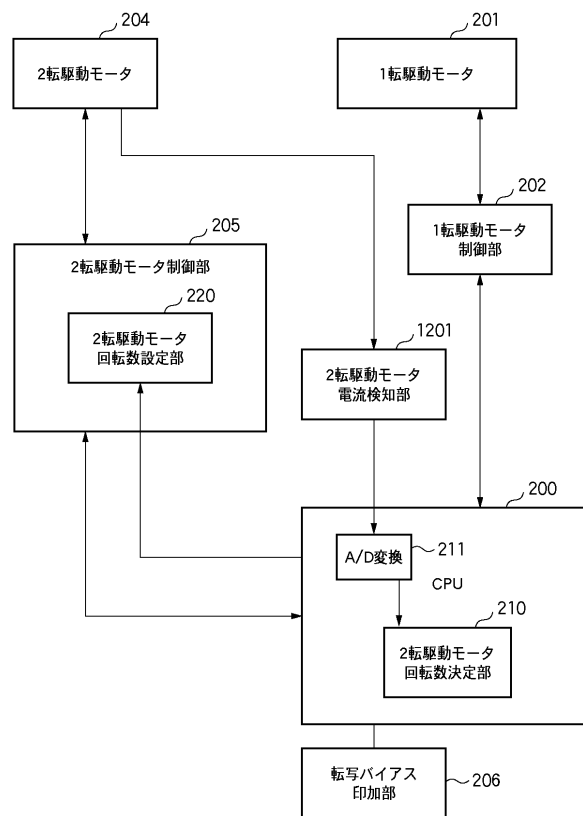 204
2転駆動モータ
201
1転駆動モータ
202
1転駆動モータ
制御部
205
2転駆動モータ制御部
220
2転駆動モータ
回転数設定部
1201
2転駆動モータ
電流検知部
200
A/D変換
211
CPU
210
2転駆動モータ
回転数決定部
転写バイアス
印加部
206